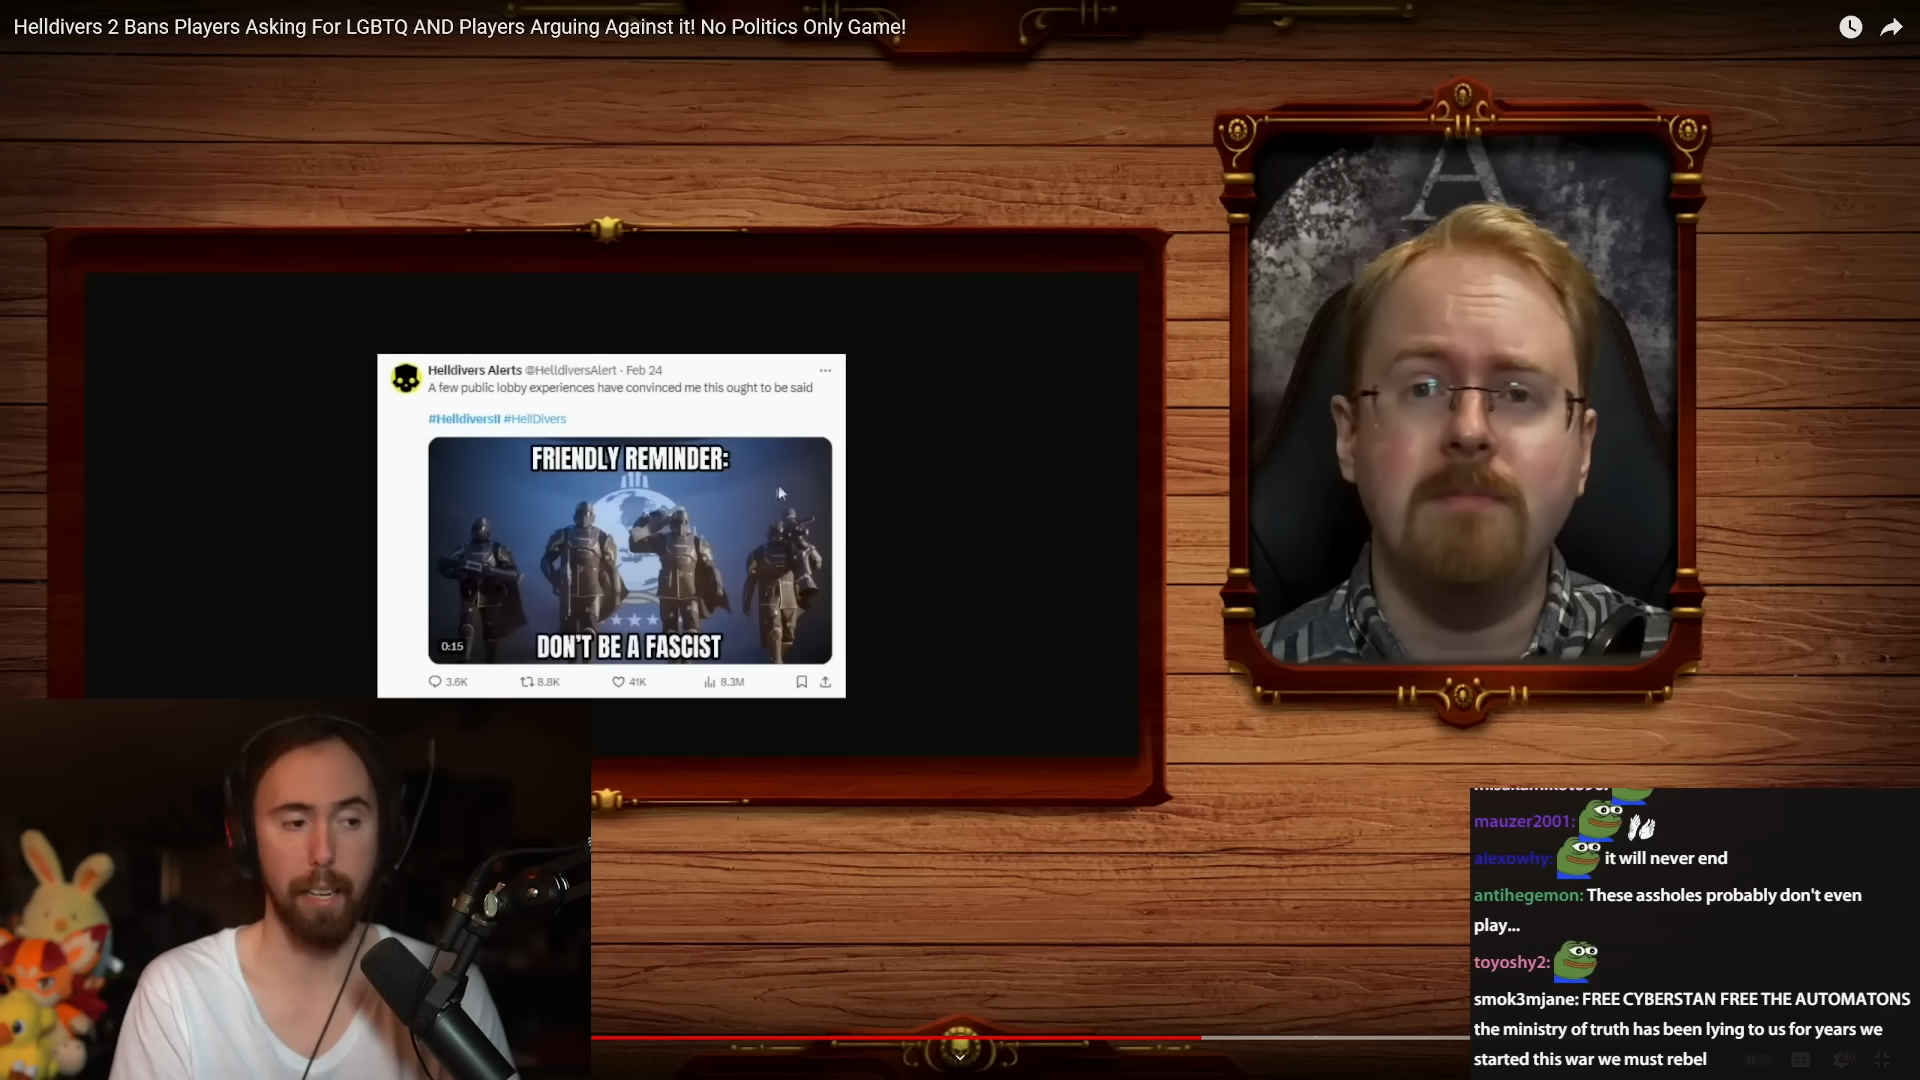 Helldivers 2 Bans Players Asking For LGBTQ AND Players Arguing Against it! No Politics Only Game!
A
Helldivers Alerts @HelldiversAlert · Feb 24
A few public lobby experiences have convinced me this ought to be said
#HelldiversII #HellDivers
FRIENDLY REMINDER:
DON'T BE A FASCIST
0:15
3.6K 8.8K 41K 8.3M
mauzer2001:
alexowhy: it will never end
antihegemon: These assholes probably don't even
play...
toyoshy2:
smok3mjane: FREE CYBERSTAN FREE THE AUTOMATONS
the ministry of truth has been lying to us for years we
started this war we must rebel